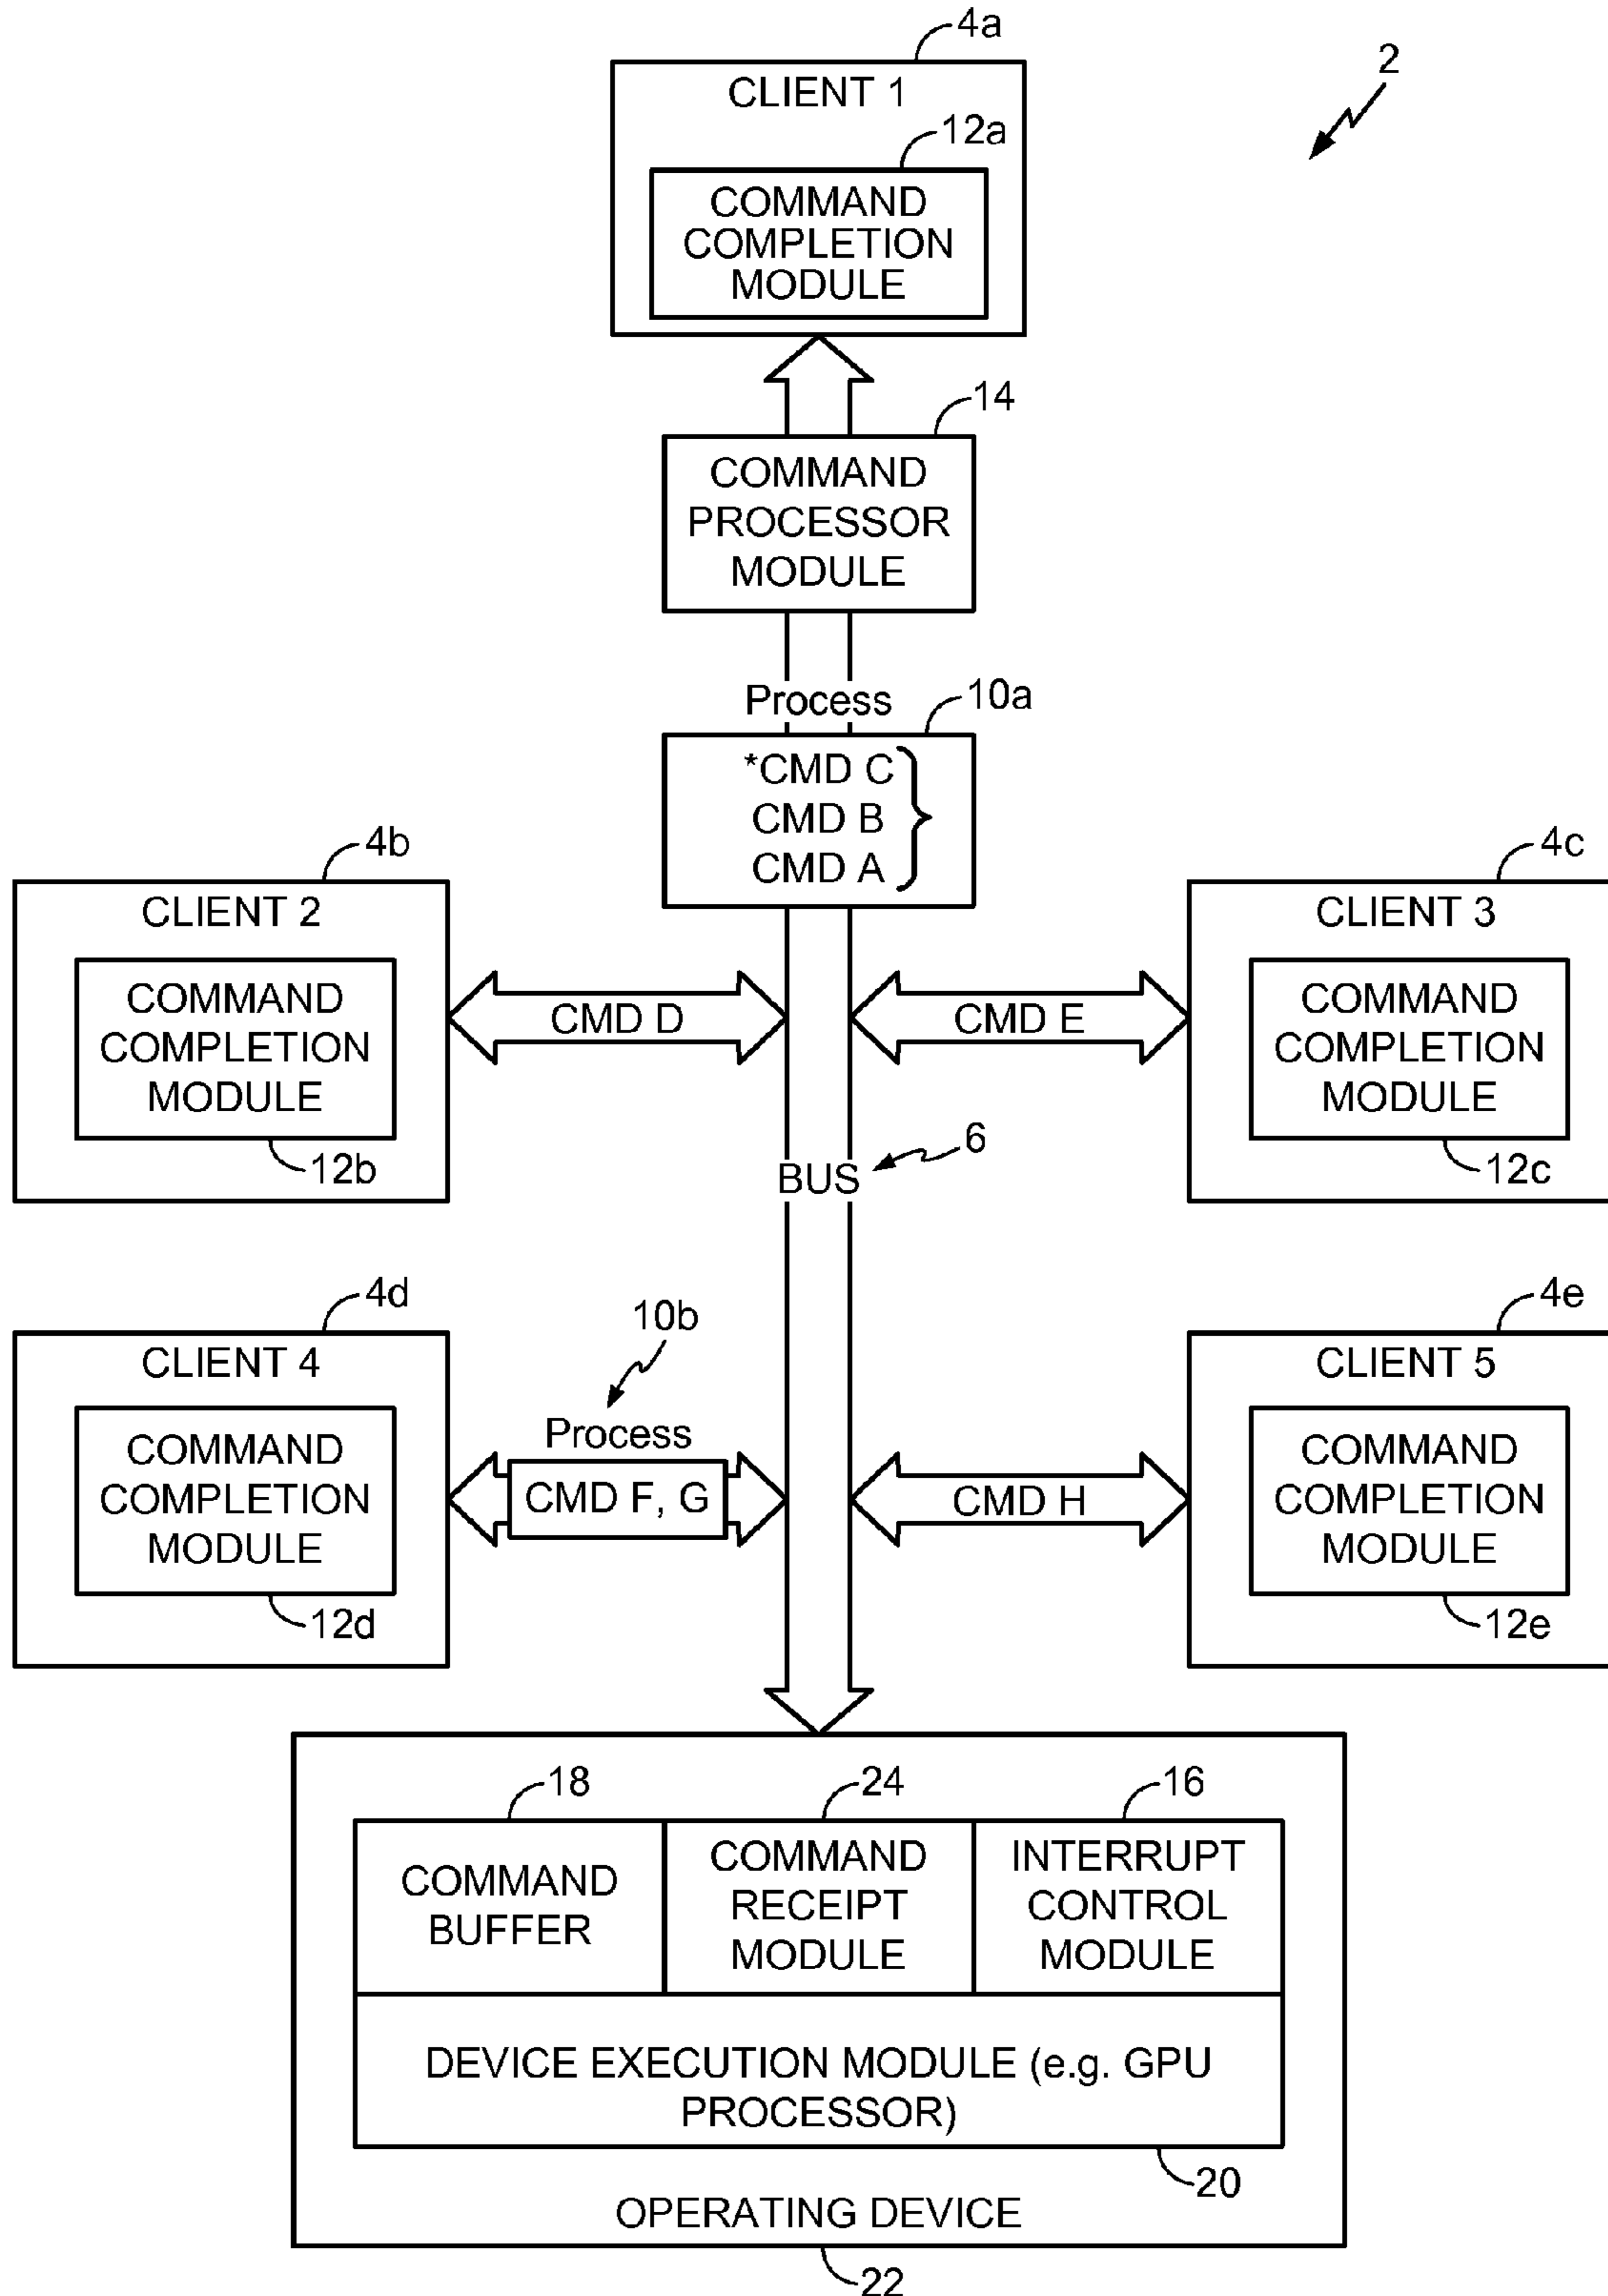 4a
2
CLIENT 1
12a
COMMAND
COMPLETION
MODULE
14
COMMAND
PROCESSOR
MODULE
Process
10a
*CMD C
CMD B
CMD A
4b
CLIENT 2
COMMAND
COMPLETION
MODULE
12b
CMD D
4c
CLIENT 3
COMMAND
COMPLETION
MODULE
12c
CMD E
6
BUS
4d
CLIENT 4
COMMAND
COMPLETION
MODULE
12d
10b
Process
CMD F, G
4e
CLIENT 5
COMMAND
COMPLETION
MODULE
12e
CMD H
18
COMMAND
BUFFER
24
COMMAND
RECEIPT
MODULE
16
INTERRUPT
CONTROL
MODULE
DEVICE EXECUTION MODULE (e.g. GPU
PROCESSOR)
20
OPERATING DEVICE
22